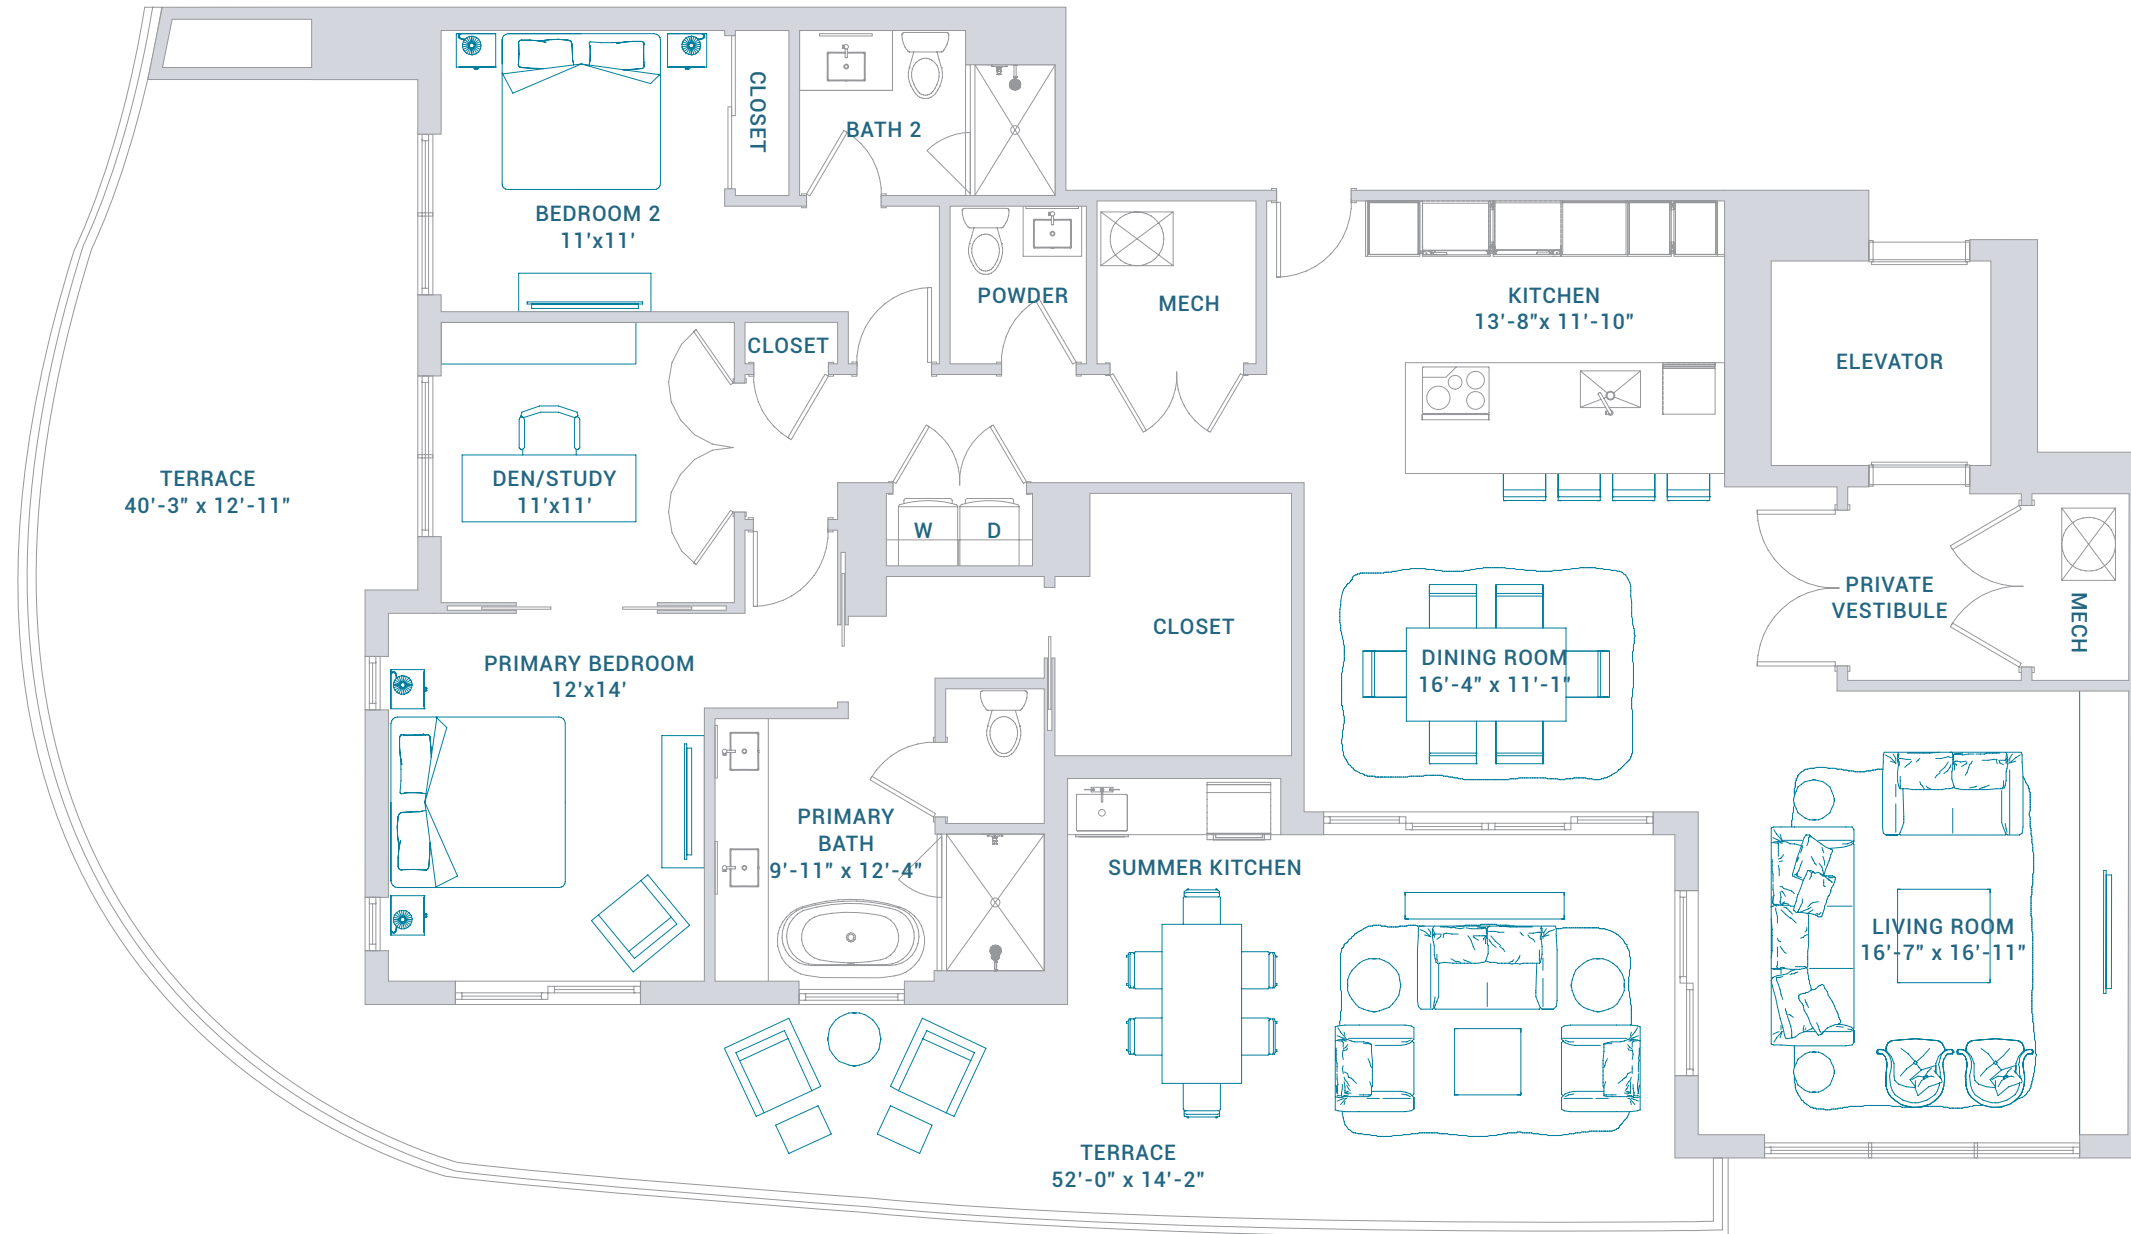 CLOSET
BATH 2
BEDROOM 2
11'x11'
POWDER
MECH
KITCHEN
13'-8"x 11'-10"
CLOSET
ELEVATOR
TERRACE
40'-3" x 12'-11"
DEN/STUDY
11'x11'
W
D
PRIVATE
VESTIBULE
MECH
CLOSET
PRIMARY BEDROOM
12'x14'
DINING ROOM
16'-4" x 11'-1"
PRIMARY
BATH
9'-11" x 12'-4"
SUMMER KITCHEN
LIVING ROOM
16'-7" x 16'-11"
TERRACE
52'-0" x 14'-2"